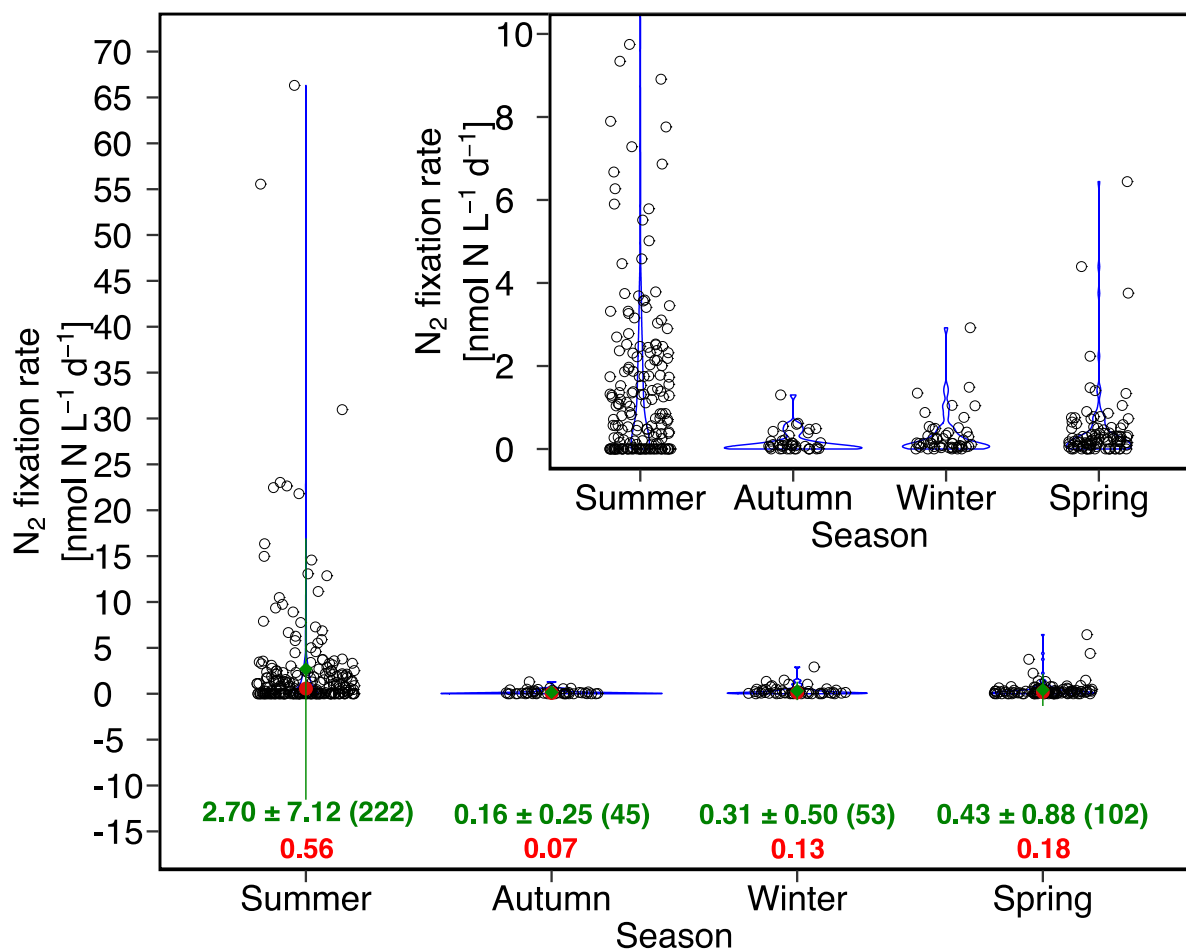 N₂ fixation rate
[nmol N L⁻¹ d⁻¹]
70
65
60
55
50
45
40
35
30
25
20
15
10
5
0
-5
-10
-15
N₂ fixation rate
[nmol N L⁻¹ d⁻¹]
10
8
6
4
2
0
Summer Autumn Winter Spring
Season
2.70 ± 7.12 (222) 0.16 ± 0.25 (45) 0.31 ± 0.50 (53) 0.43 ± 0.88 (102)
0.56 0.07 0.13 0.18
Summer Autumn Winter Spring
Season